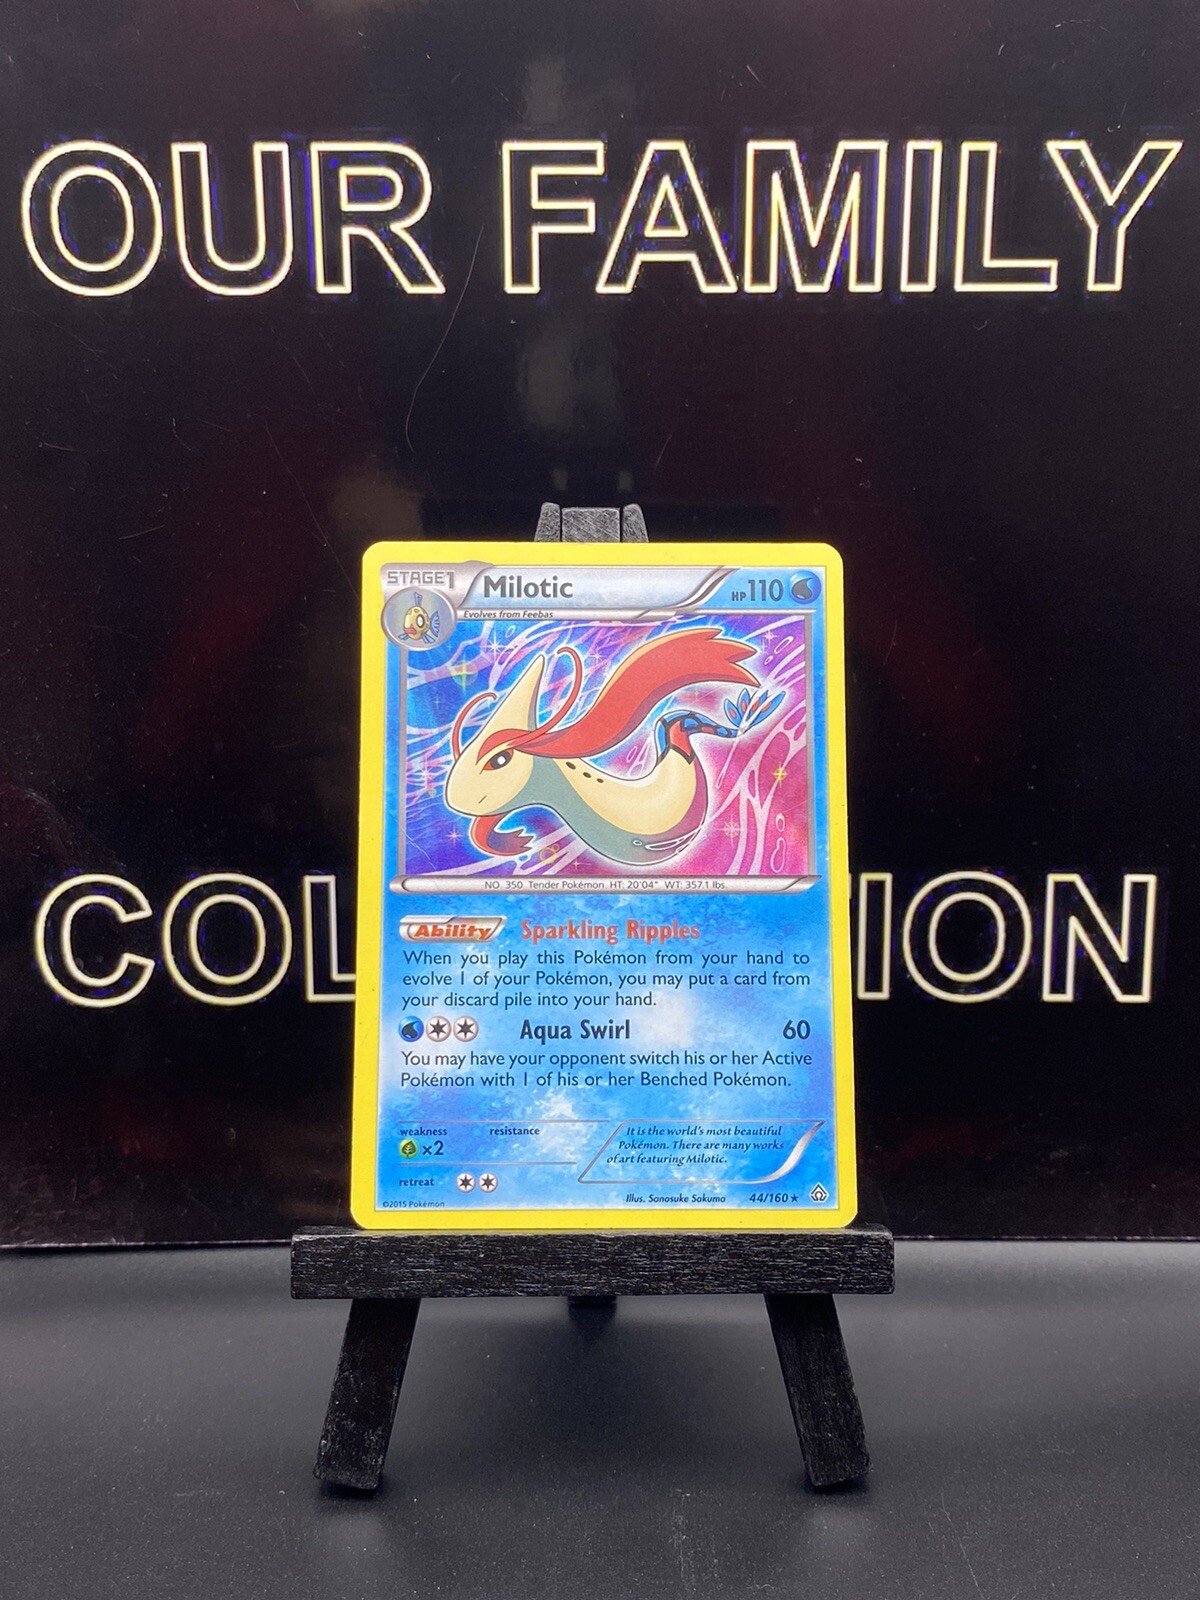 OUR FAMILY
STAGE1
Milotic
HP110
Evolves from Feebas
NO. 350 Tender Pokémon HT: 20'04" WT: 357.1 lbs.
COL TION
Ability Sparkling Ripples
When you play this Pokémon from your hand to
evolve 1 of your Pokémon, you may put a card from
your discard pile into your hand.
Aqua Swirl 60
You may have your opponent switch his or her Active
Pokémon with 1 of his or her Benched Pokémon.
weakness resistance
×2
It is the world's most beautiful
Pokémon. There are many works
of art featuring Milotic.
retreat
©2015 Pokémon
Illus. Sanosuke Sakuma 44/160★